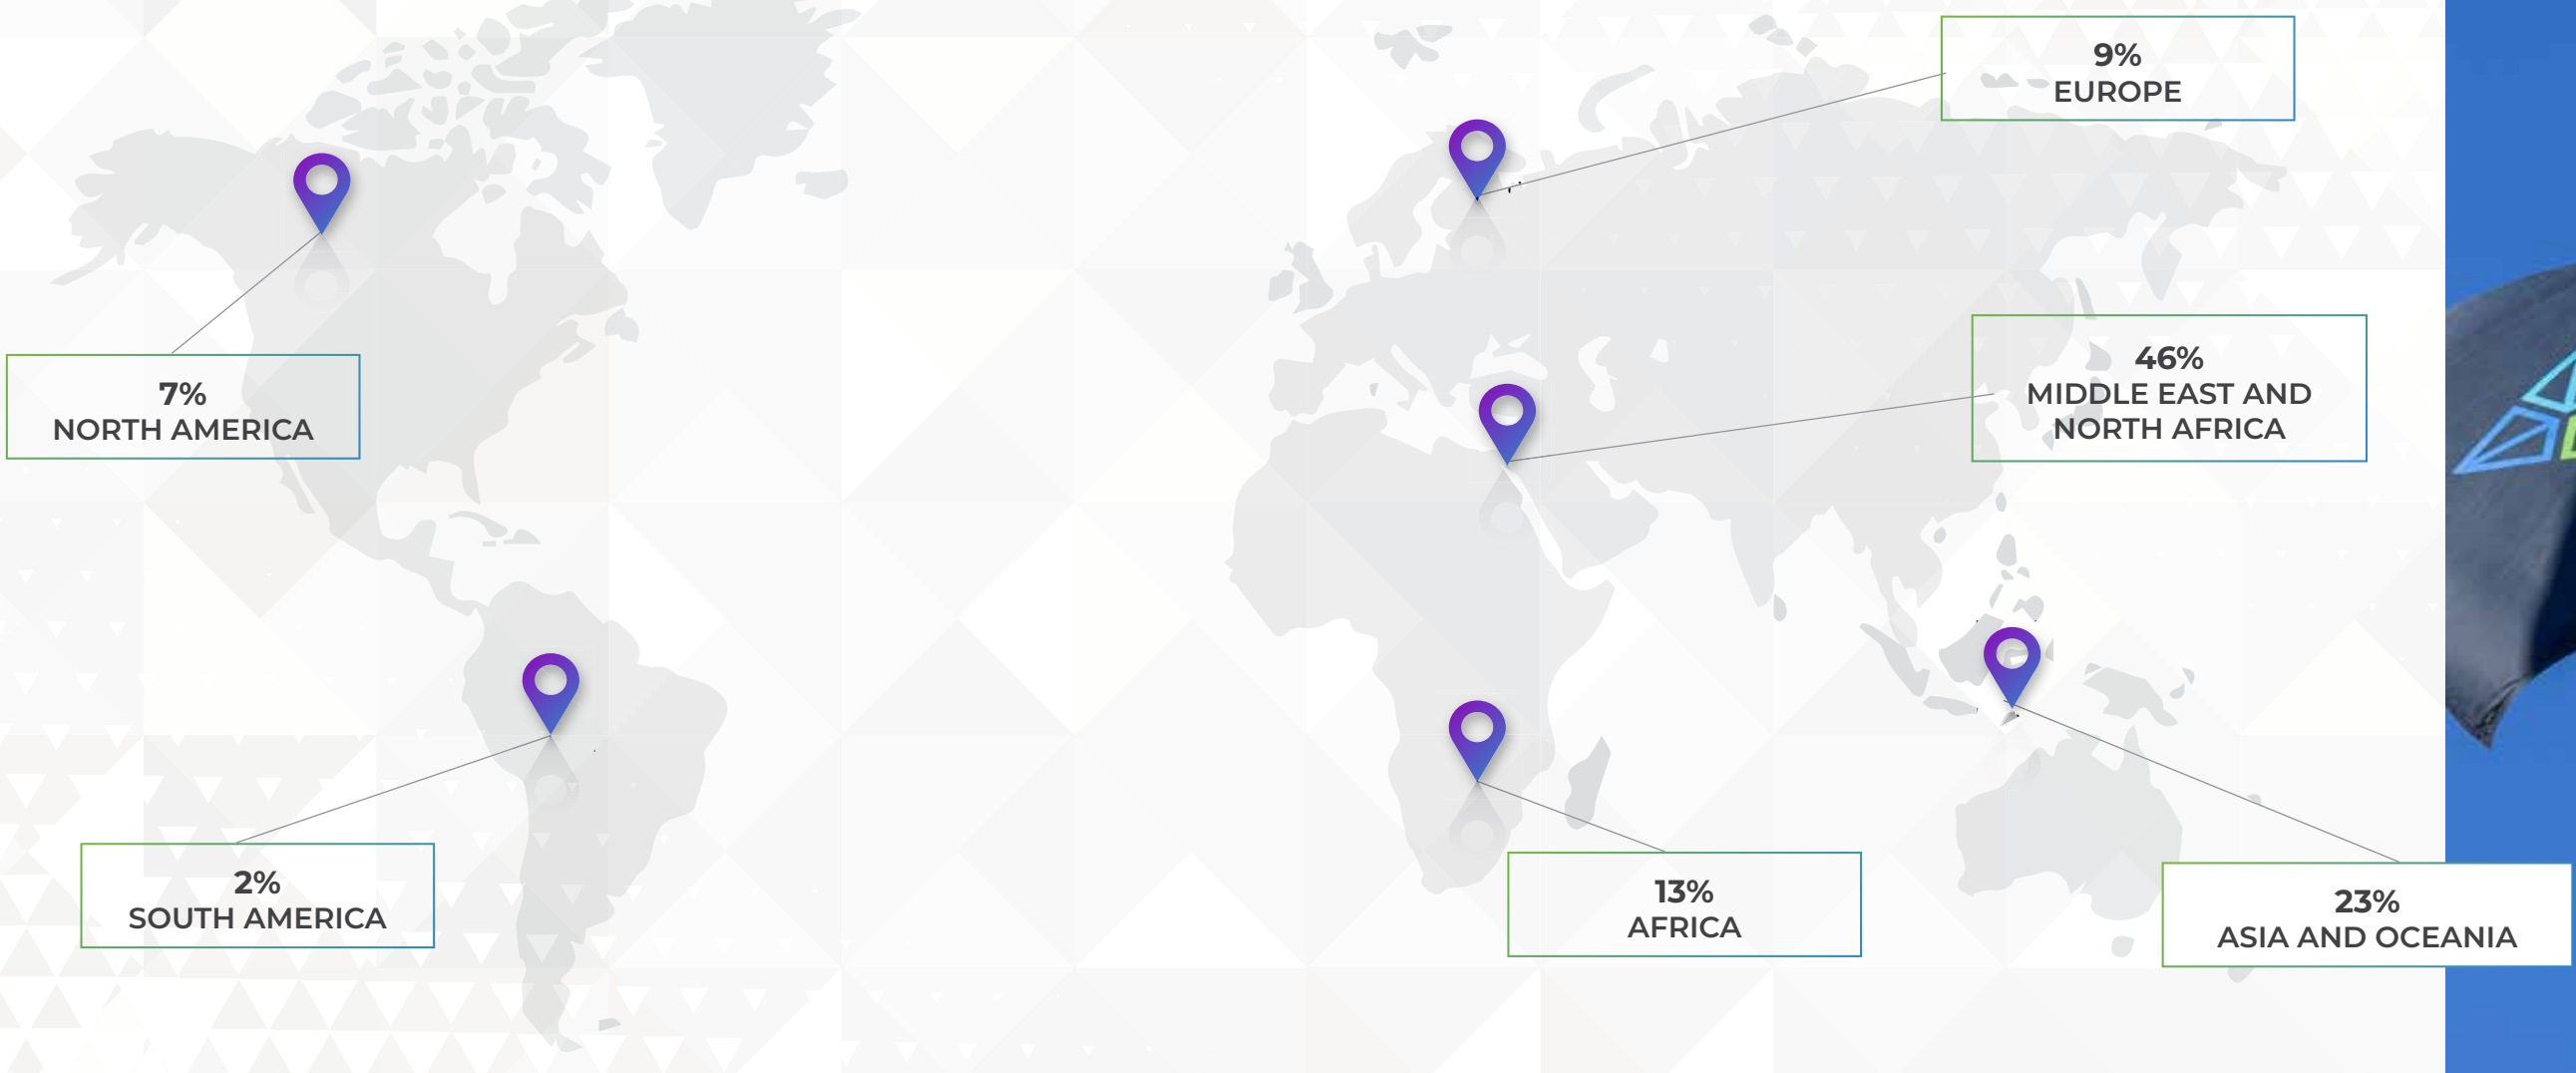 9%
EUROPE
46%
MIDDLE EAST AND
NORTH AFRICA
7%
NORTH AMERICA
2%
SOUTH AMERICA
13%
AFRICA
23%
ASIA AND OCEANIA